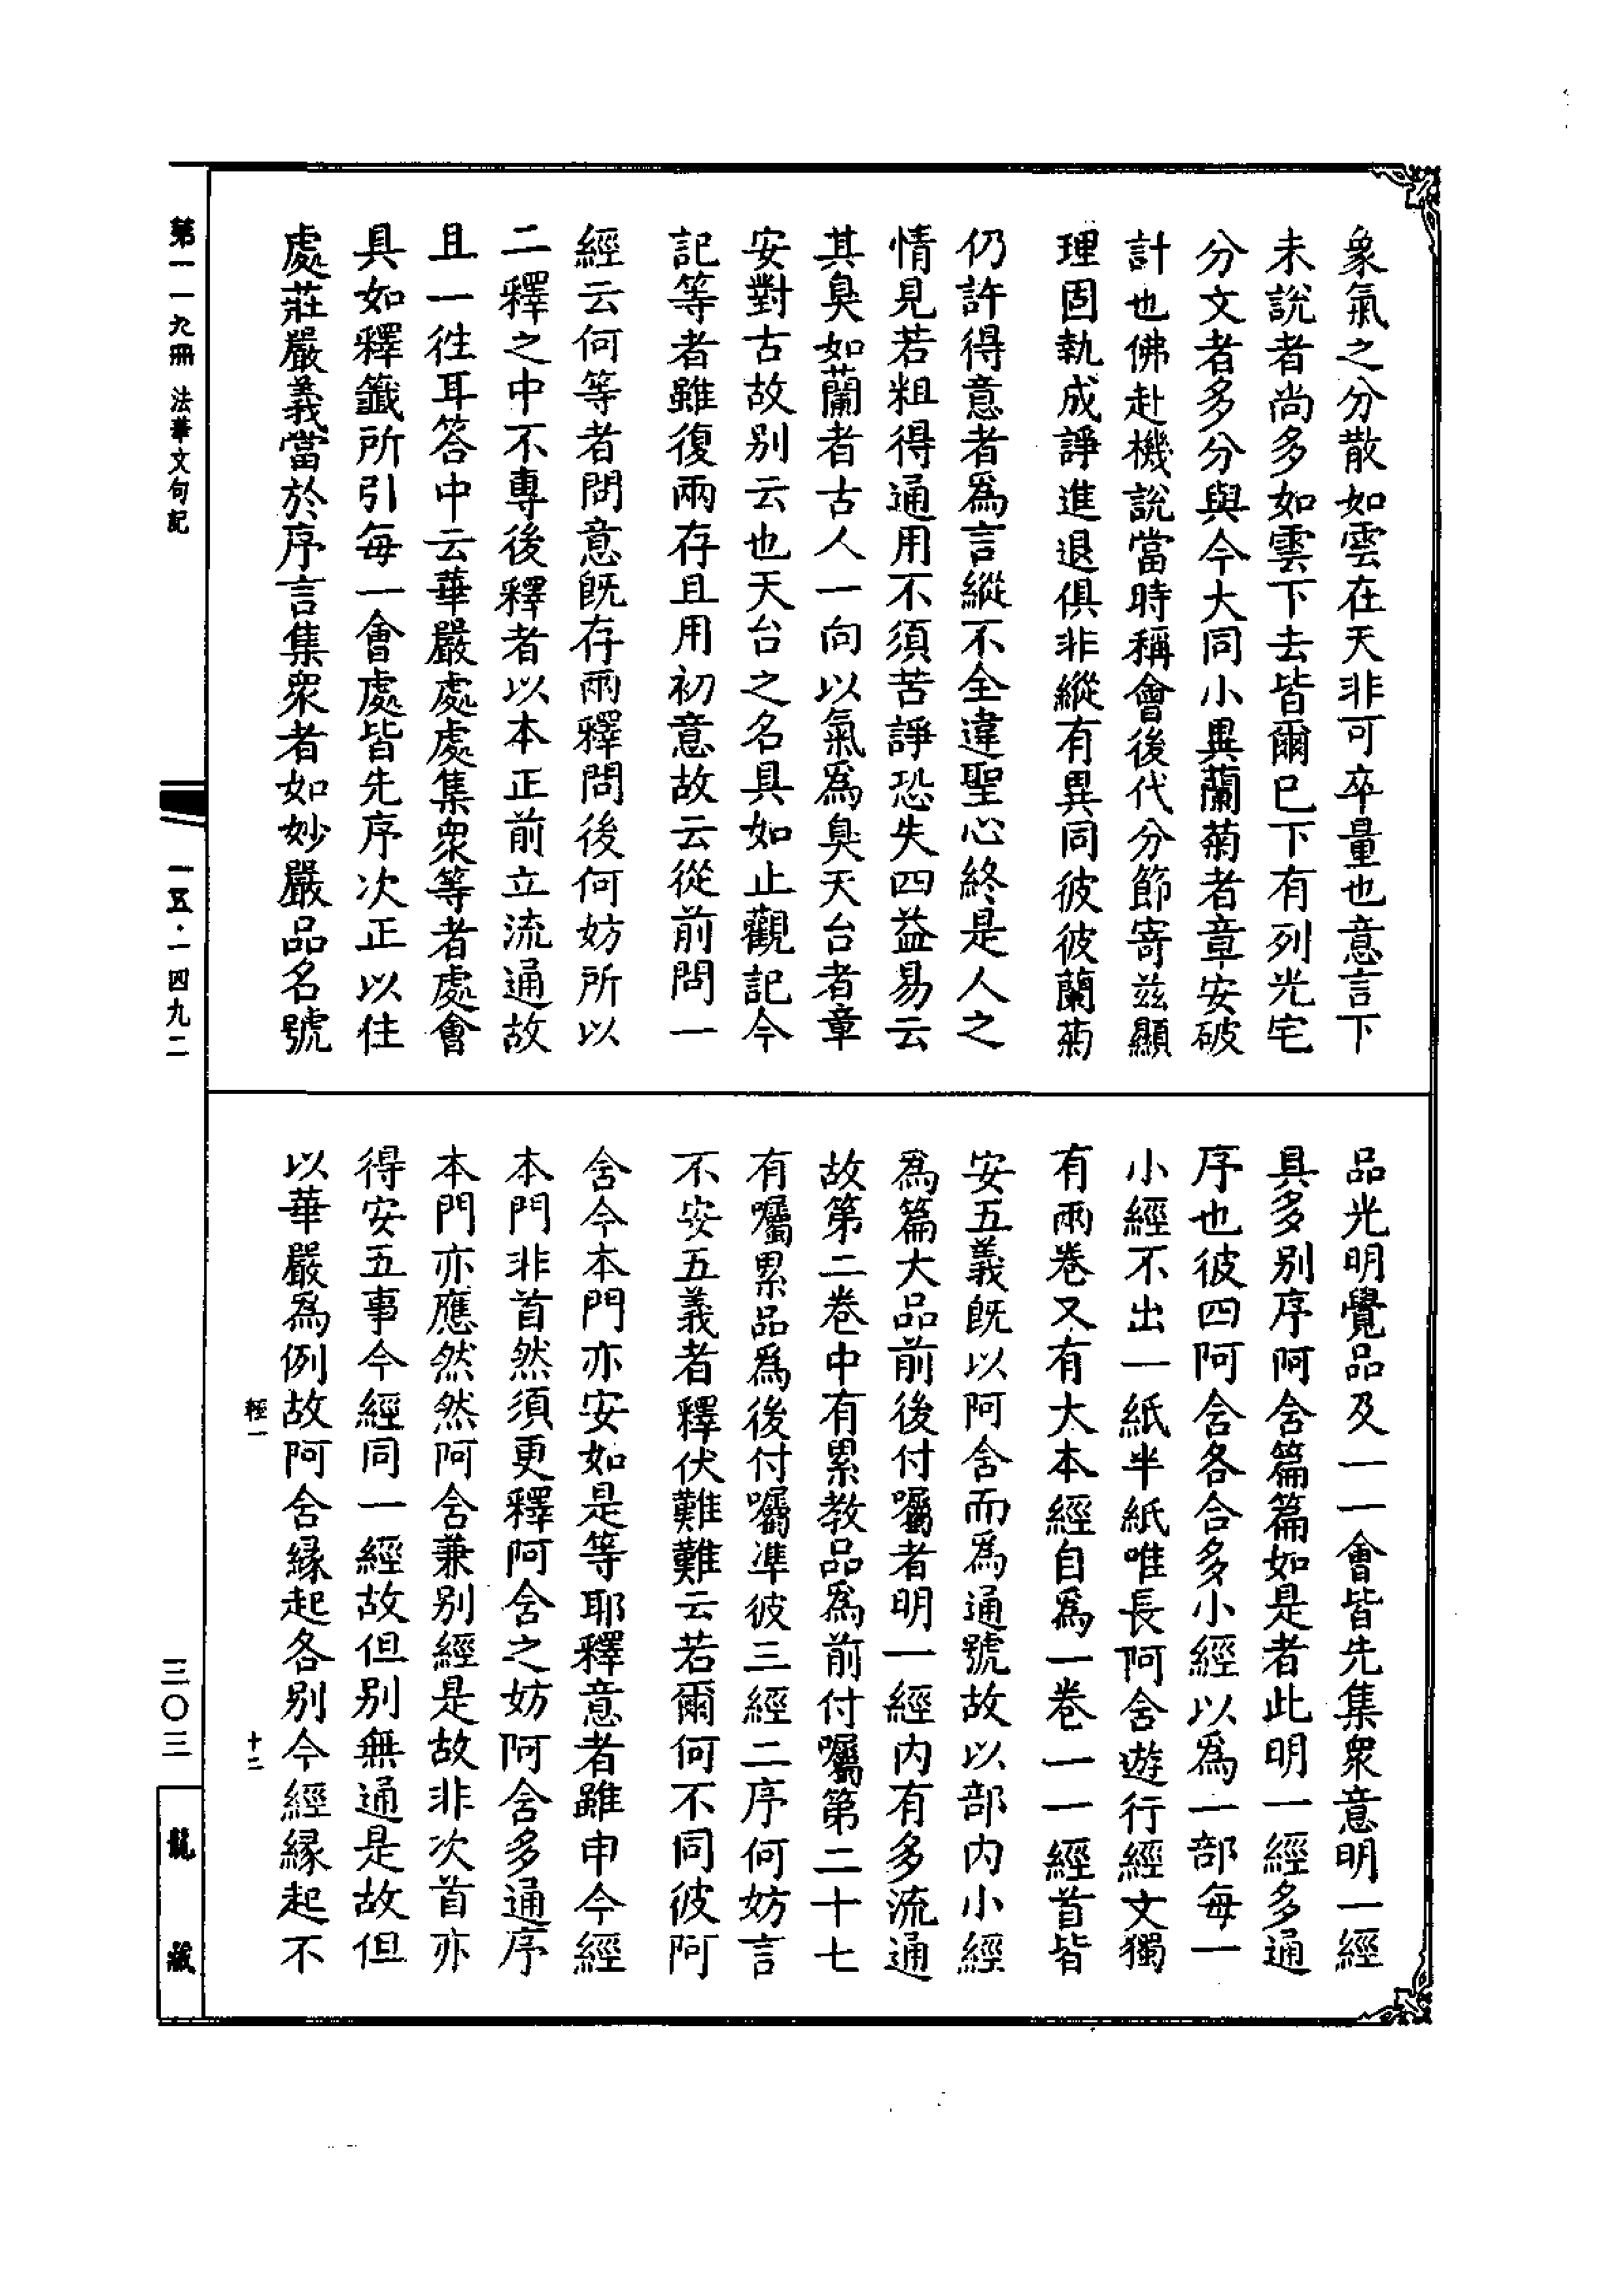 象氣之分散如雲在天非可卒量也意言下
未說者尚多如雲下去皆爾已下有列光宅
分文者多分與今大同小異蘭菊者章安破
計也佛赴機說當時稱會後代分節寄茲顯
理固執成諍進退俱非縱有異同彼彼蘭菊
仍許得意者為言縱不全違聖心終是人之
情見若粗得通用不須苦諍恐失四益易云
其臭如蘭者古人一向以氣為臭天台者章
安對古故別云也天台之名具如止觀記今
記等者雖復兩存且用初意故云從前問一
經云何等者問意既存兩釋問後何妨所以
二釋之中不專後釋者以本正前立流通故
且一往耳答中云華嚴處處集眾等者處會
具如釋籤所引每一會處皆先序次正以住
處莊嚴義當於序言集眾者如妙嚴品名號
品光明覺品及一一會皆先集眾意明一經
具多別序阿含篇篇如是者此明一經多通
序也彼四阿含各合多小經以為一部每一
小經不出一紙半紙唯長阿含遊行經文獨
有兩卷又有大本經自為一卷一一經首皆
安五義既以阿含而為通號故以部內小經
為篇大品前後付囑者明一經內有多流通
故第二卷中有累教品為前付囑第二十七
有囑累品為後付囑準彼三經二序何妨言
不安五義者釋伏難難云若爾何不同彼阿
含今本門亦安如是等耶釋意者雖申今經
本門非首然須更釋阿含之妨阿含多通序
本門亦應然然阿含兼別經是故非次首亦
得安五事今經同一經故但別無通是故但
以華嚴為例故阿含緣起各別今經緣起不
輕一
十二
第一一九冊 法華文句記
一五·一四九二
三〇三
龍藏